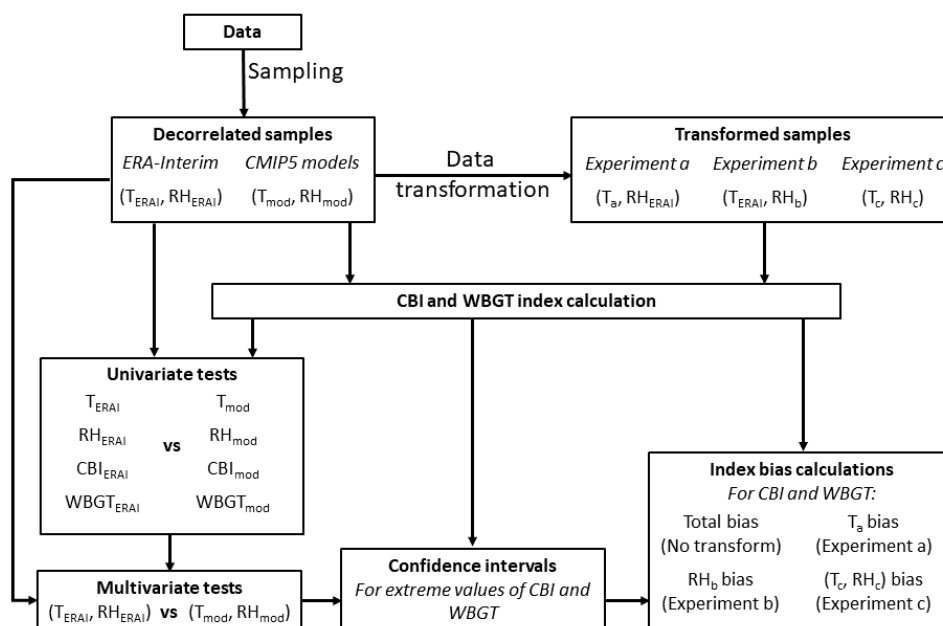 Data
Sampling
Decorrelated samples
ERA-Interim CMIP5 models
(T_ERAI, RH_ERAI) (T_mod, RH_mod)
Data
transformation
Transformed samples
Experiment a Experiment b Experiment c
(T_a, RH_ERAI) (T_ERAI, RH_b) (T_c, RH_c)
CBI and WBGT index calculation
Univariate tests
T_ERAI T_mod
RH_ERAI RH_mod
vs
CBI_ERAI CBI_mod
WBGT_ERAI WBGT_mod
Multivariate tests
(T_ERAI, RH_ERAI) vs (T_mod, RH_mod)
Confidence intervals
For extreme values of CBI and
WBGT
Index bias calculations
For CBI and WBGT:
Total bias T_a bias
(No transform) (Experiment a)
RH_b bias (T_c, RH_c) bias
(Experiment b) (Experiment c)